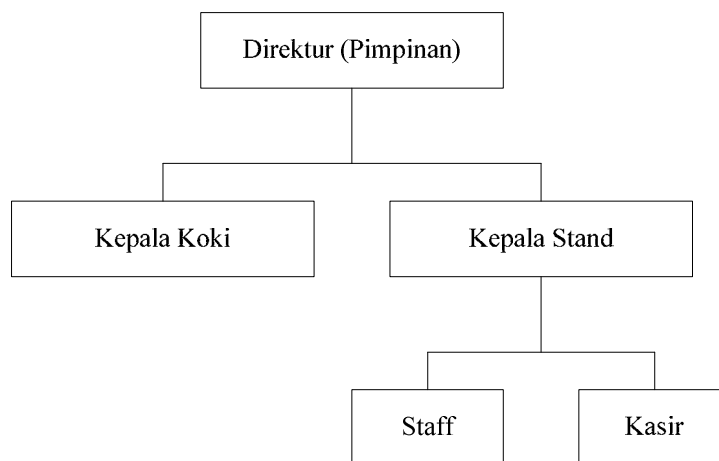 Direktur (Pimpinan)
Kepala Koki
Kepala Stand
Staff
Kasir